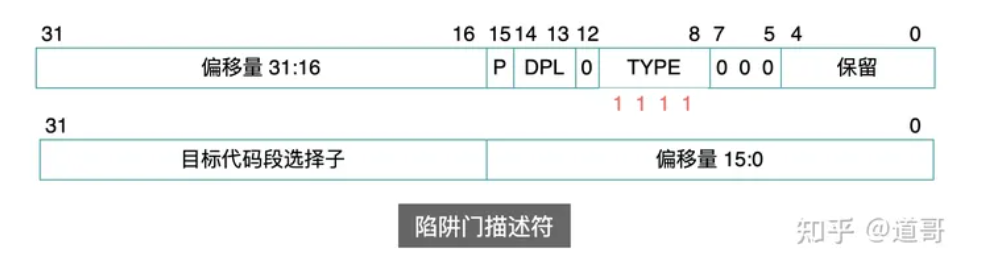 31 16 15 14 13 12 8 7 5 4 0
偏移量 31:16 P DPL 0 TYPE 0 0 0 保留
1 1 1 1
31 0
目标代码段选择子 偏移量 15:0
陷阱门描述符
知乎 @道哥